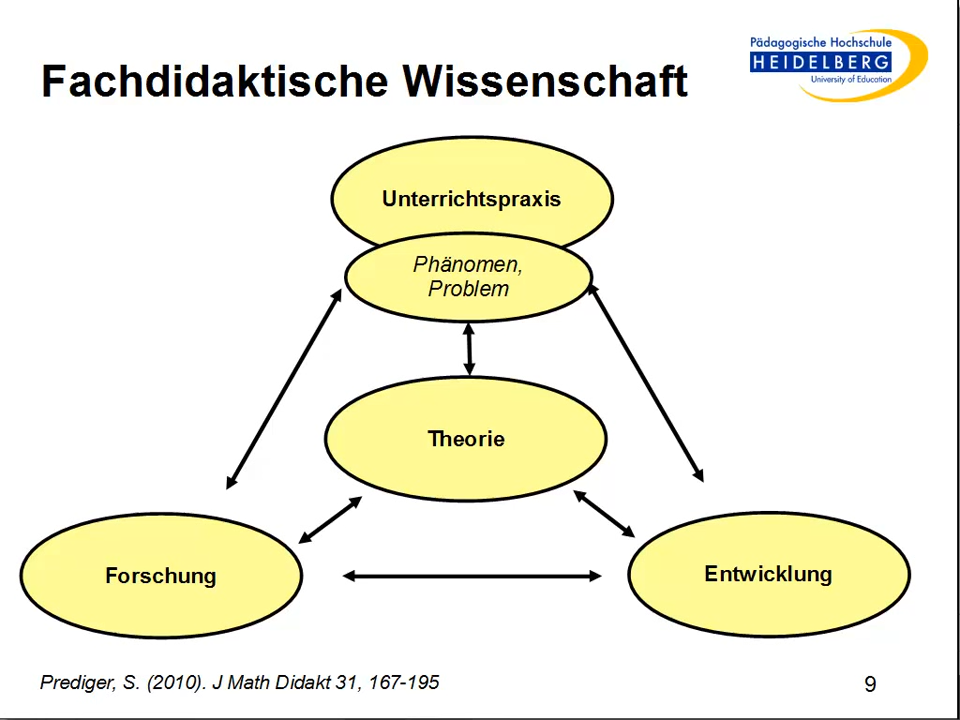 Fachdidaktische Wissenschaft
Pädagogische Hochschule
HEIDELBERG
University of Education
Unterrichtspraxis
Phänomen,
Problem
Theorie
Forschung
Entwicklung
Prediger, S. (2010). J Math Didakt 31, 167-195
9